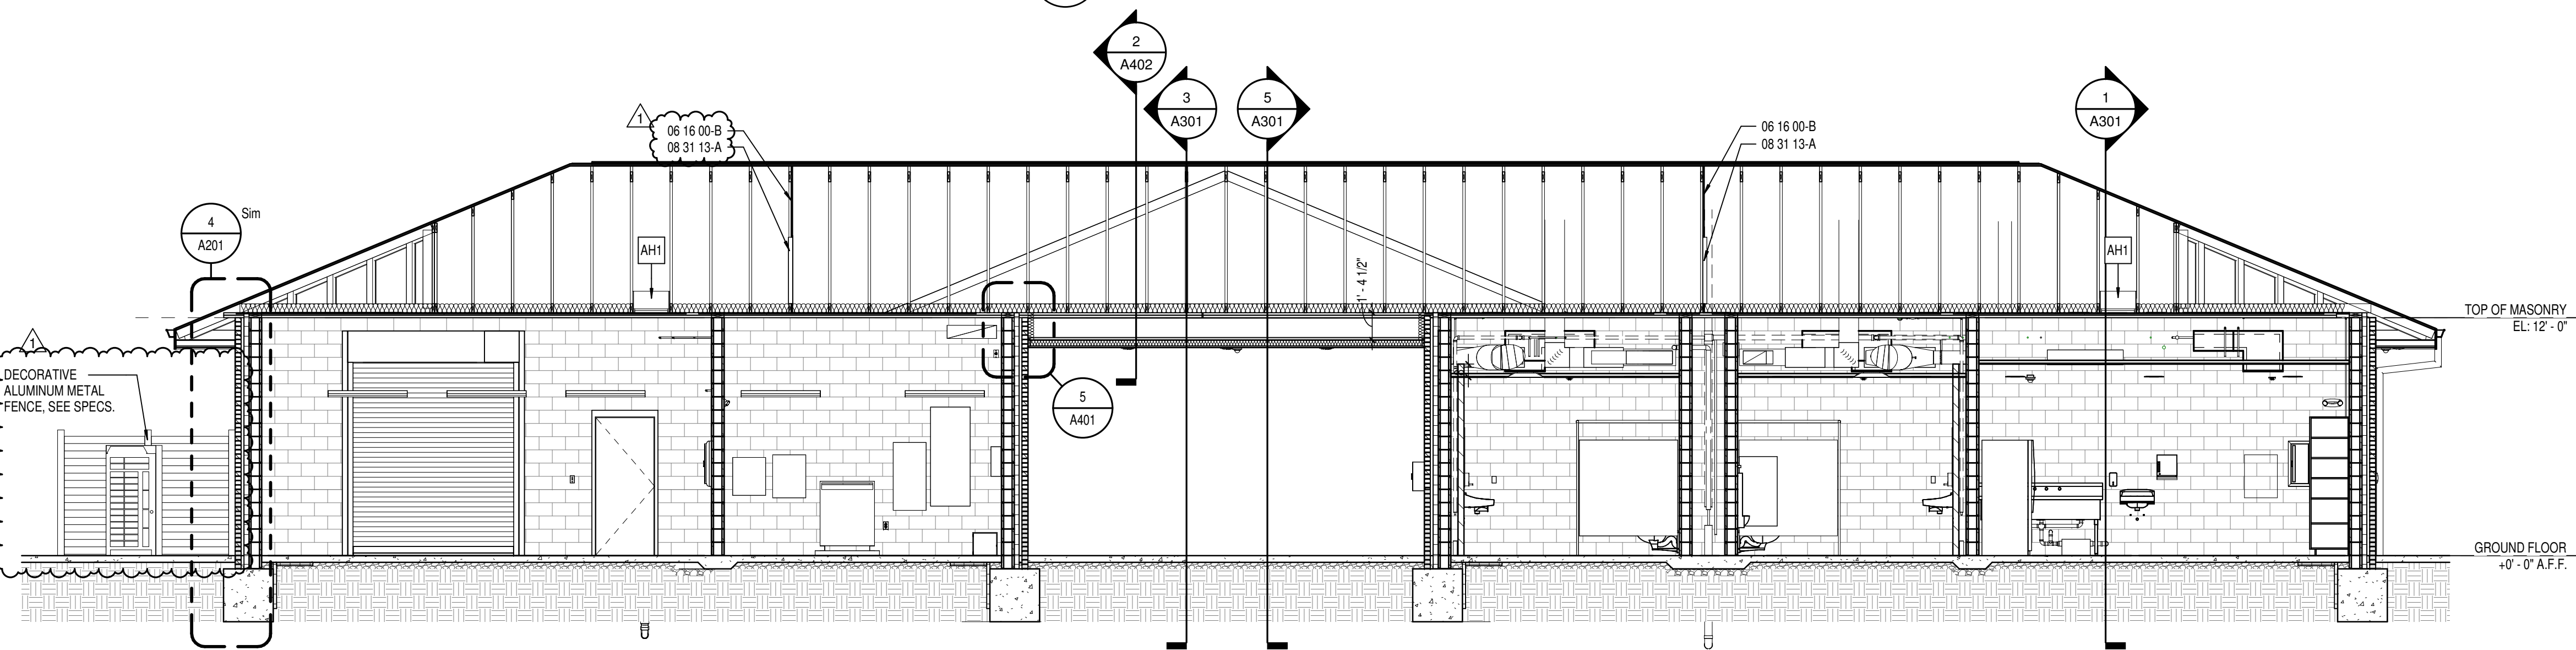 2
A402
3
A301
5
A301
1
A301
1
06 16 00-B
08 31 13-A
06 16 00-B
08 31 13-A
4
A201
Sim
AH1
AH1
1' - 4 1/2"
TOP OF MASONRY
EL: 12' - 0"
1
DECORATIVE
ALUMINUM METAL
FENCE, SEE SPECS.
5
A401
GROUND FLOOR
+0' - 0" A.F.F.